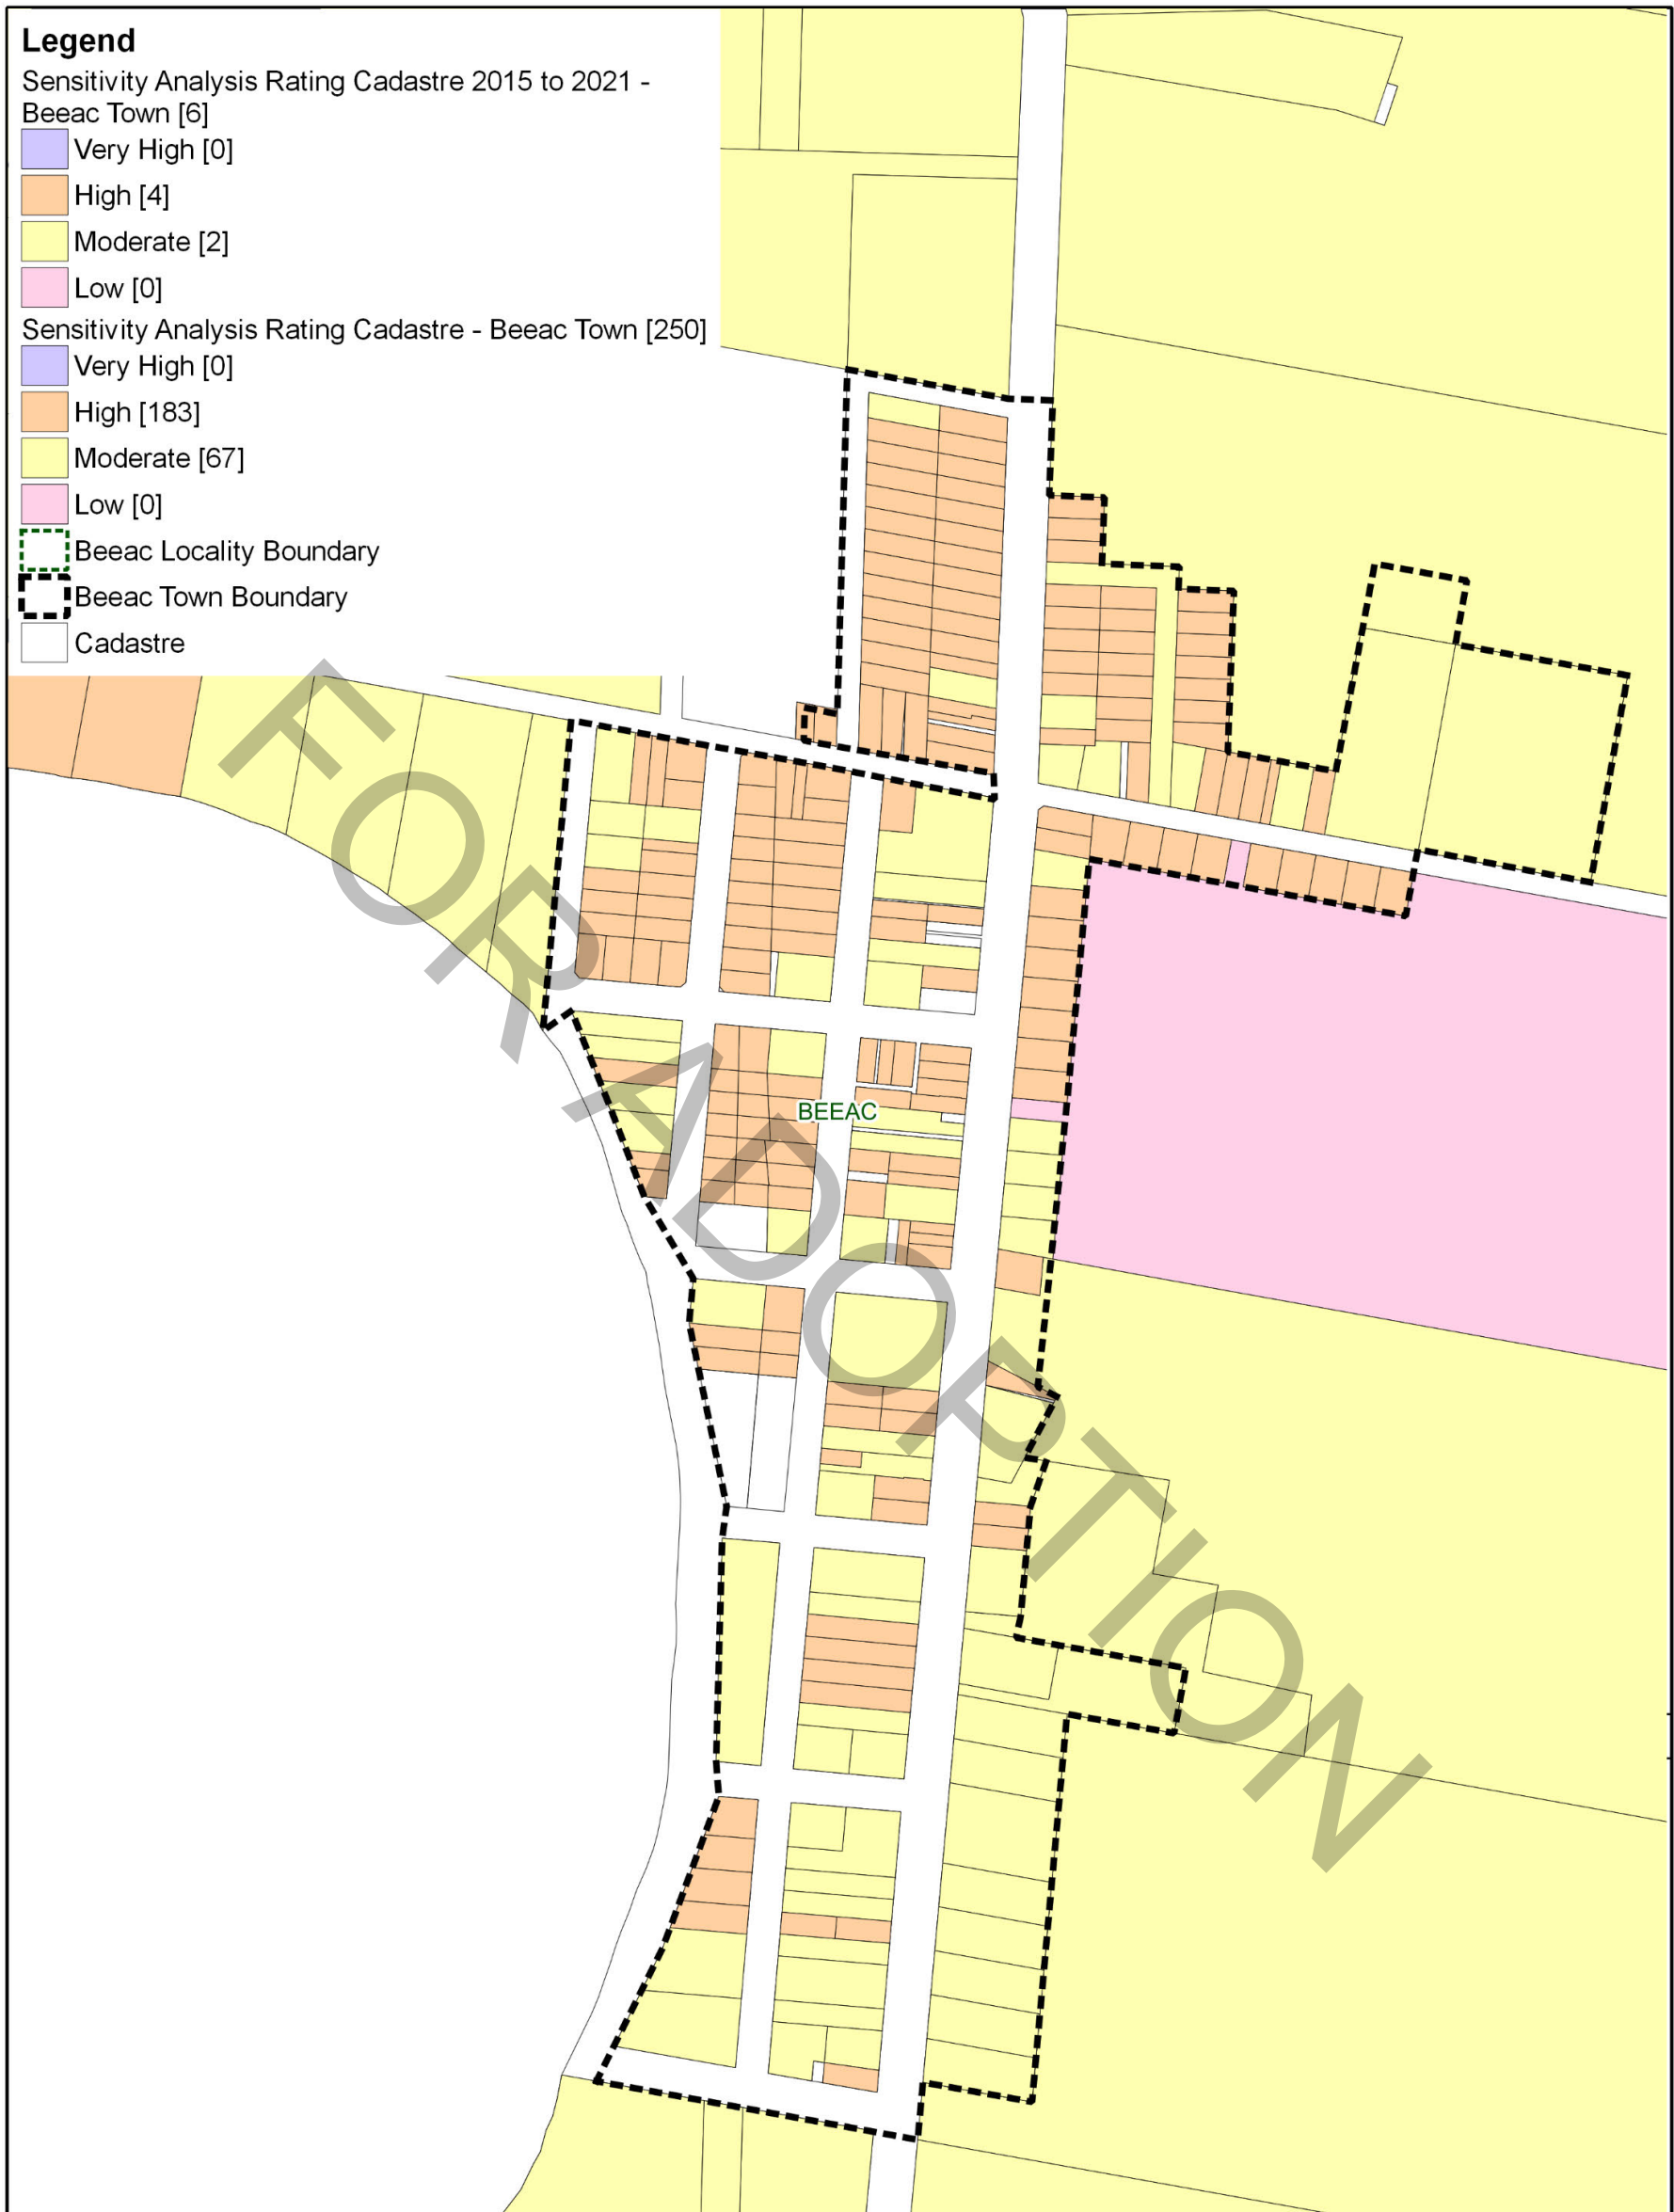 Legend
Sensitivity Analysis Rating Cadastre 2015 to 2021 -
Beeac Town [6]
Very High [0]
High [4]
Moderate [2]
Low [0]
Sensitivity Analysis Rating Cadastre - Beeac Town [250]
Very High [0]
High [183]
Moderate [67]
Low [0]
Beeac Locality Boundary
Beeac Town Boundary
Cadastre
BEEAC
FOR ADOPTION